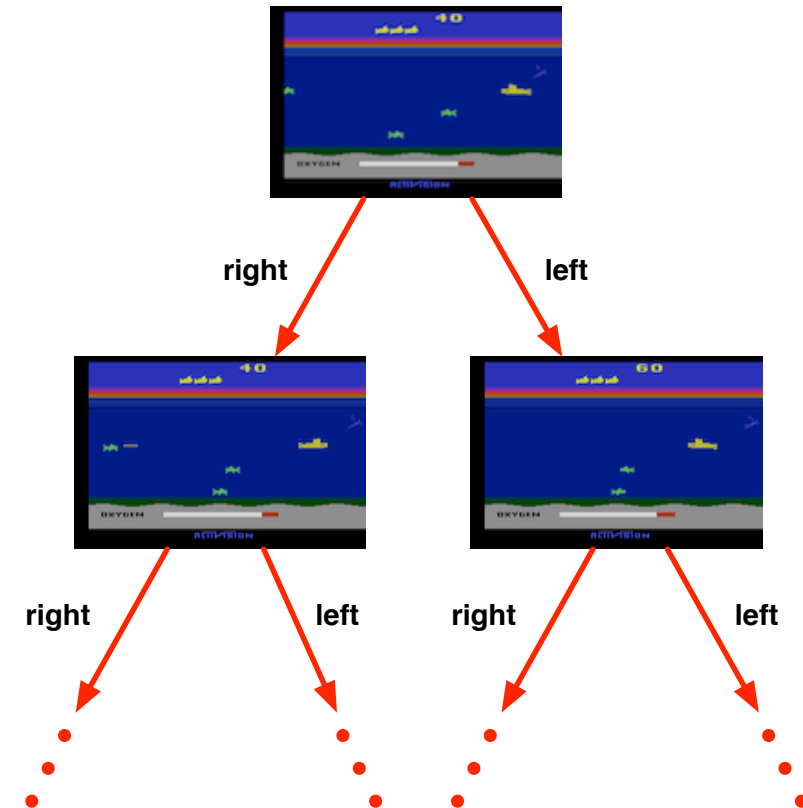 40
OXYGEN
ACTIVISION
right left
40 60
OXYGEN OXYGEN
ACTIVISION ACTIVISION
right left right left